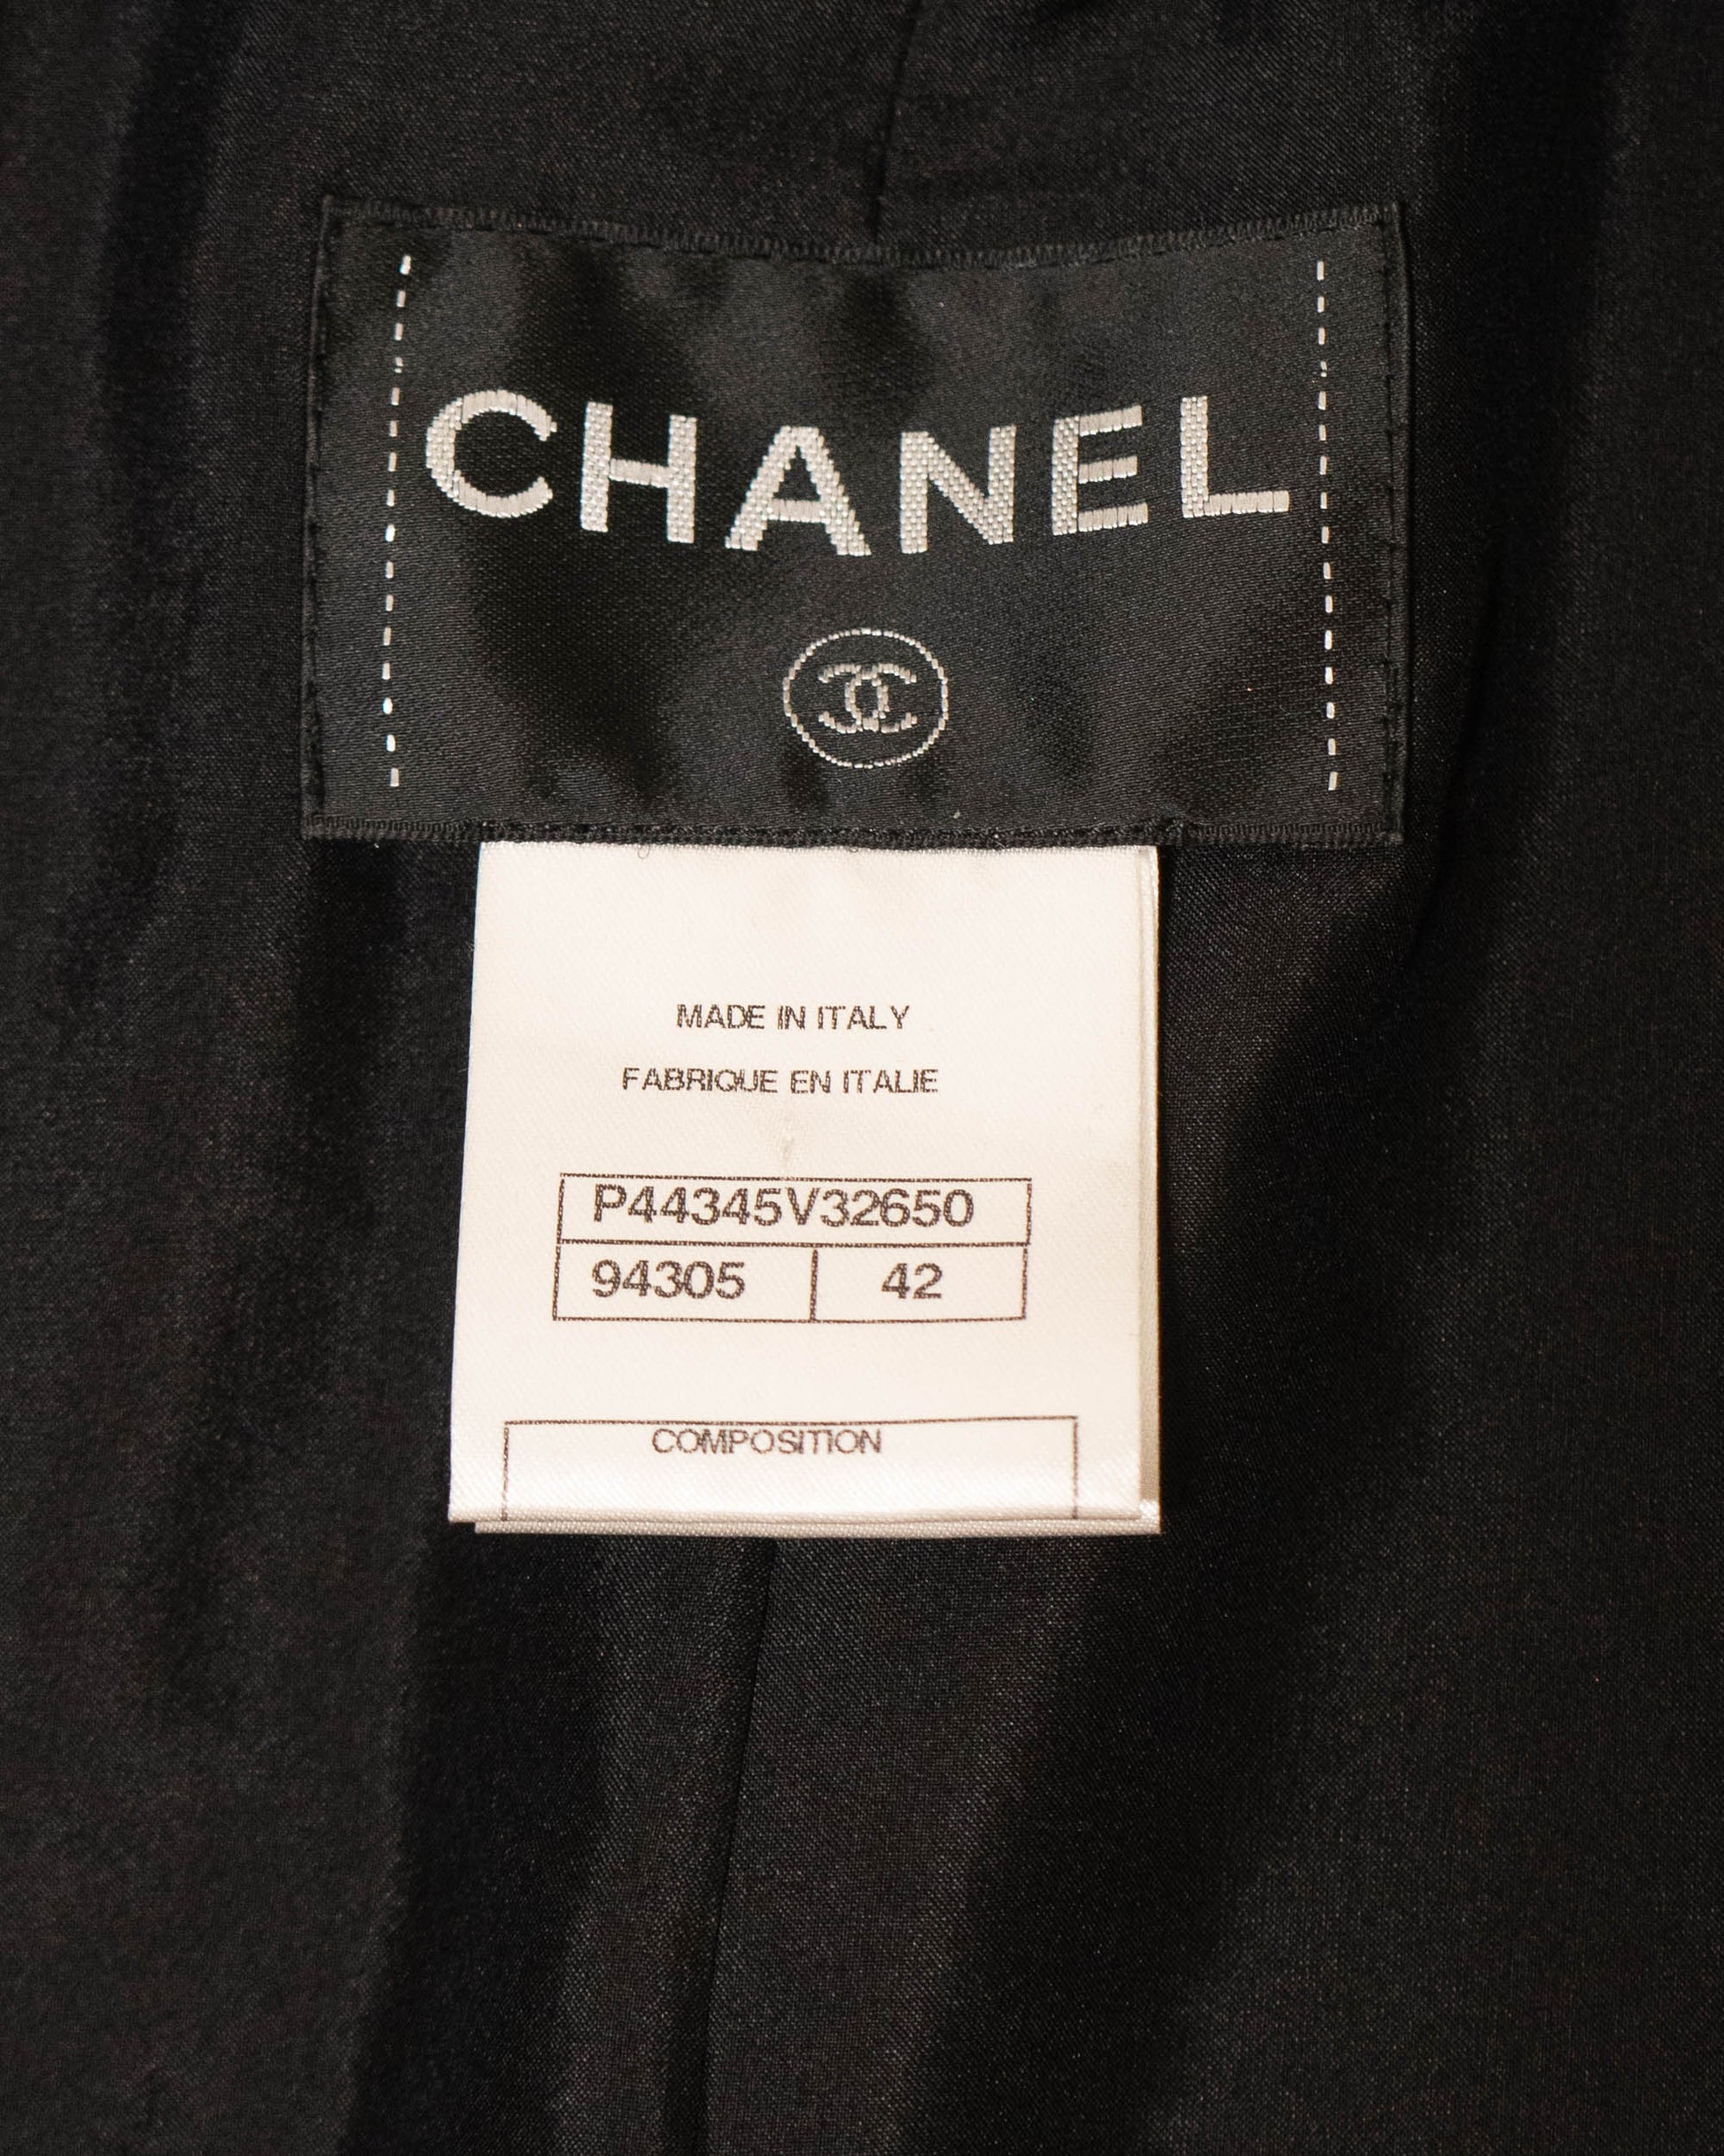 CHANEL
MADE IN ITALY
FABRIQUE EN ITALIE
P44345V32650
94305 42
COMPOSITION